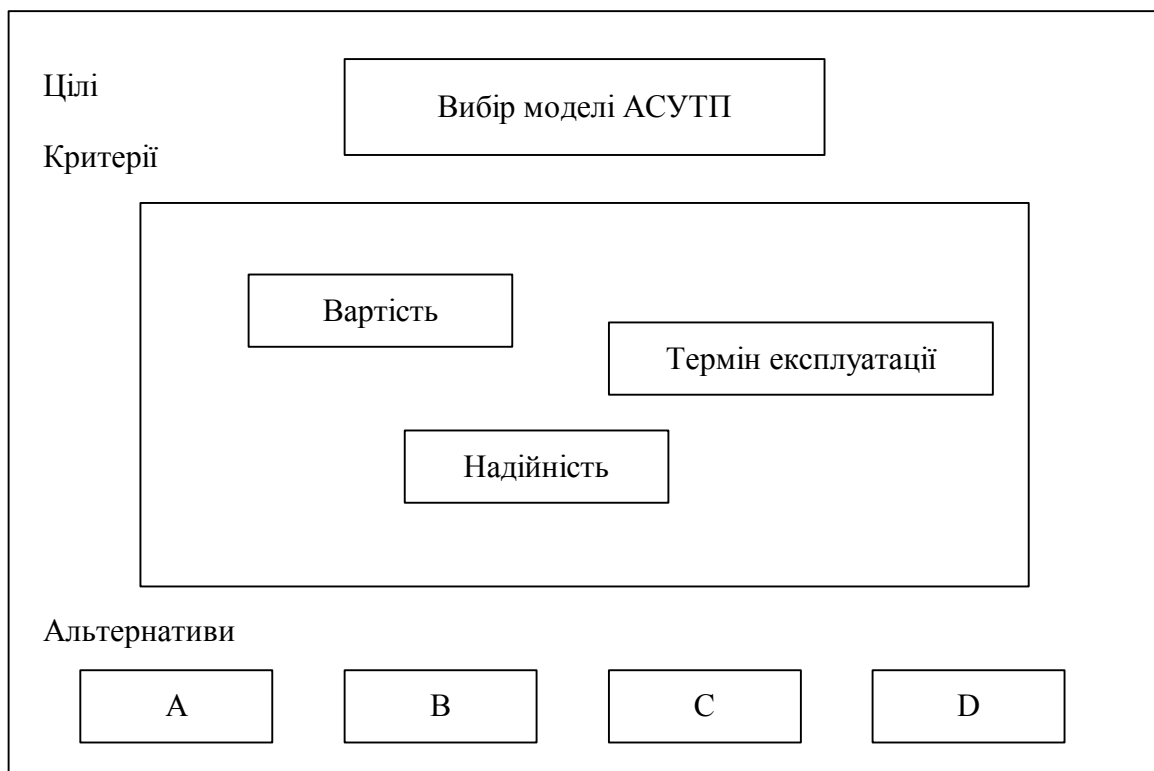 Цілі
Вибір моделі АСУТП
Критерії
Вартість
Термін експлуатації
Надійність
Альтернативи
A
B
C
D